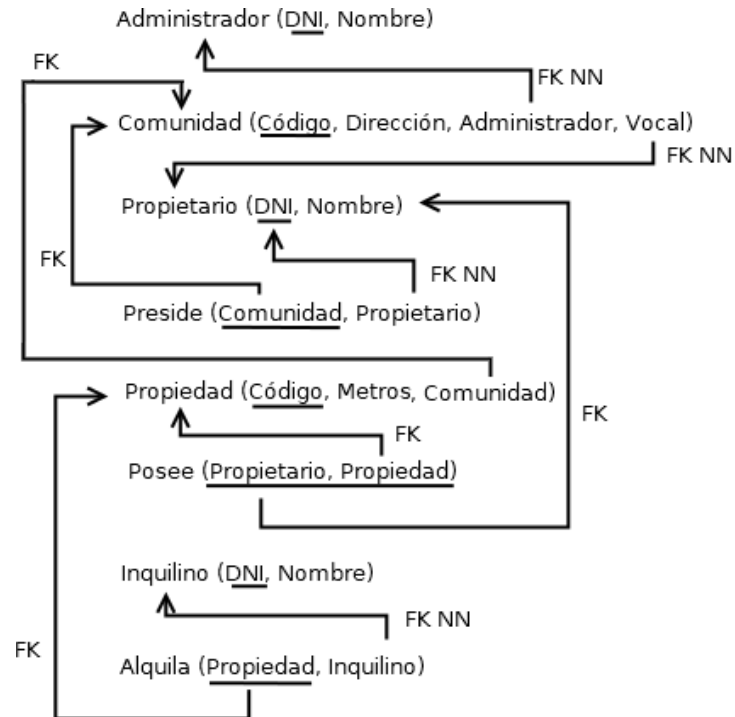 Administrador (DNI, Nombre)
FK
FK NN
Comunidad (Código, Dirección, Administrador, Vocal)
FK NN
Propietario (DNI, Nombre)
FK
FK NN
Preside (Comunidad, Propietario)
Propiedad (Código, Metros, Comunidad)
FK
FK
Posee (Propietario, Propiedad)
Inquilino (DNI, Nombre)
FK NN
FK
Alquila (Propiedad, Inquilino)